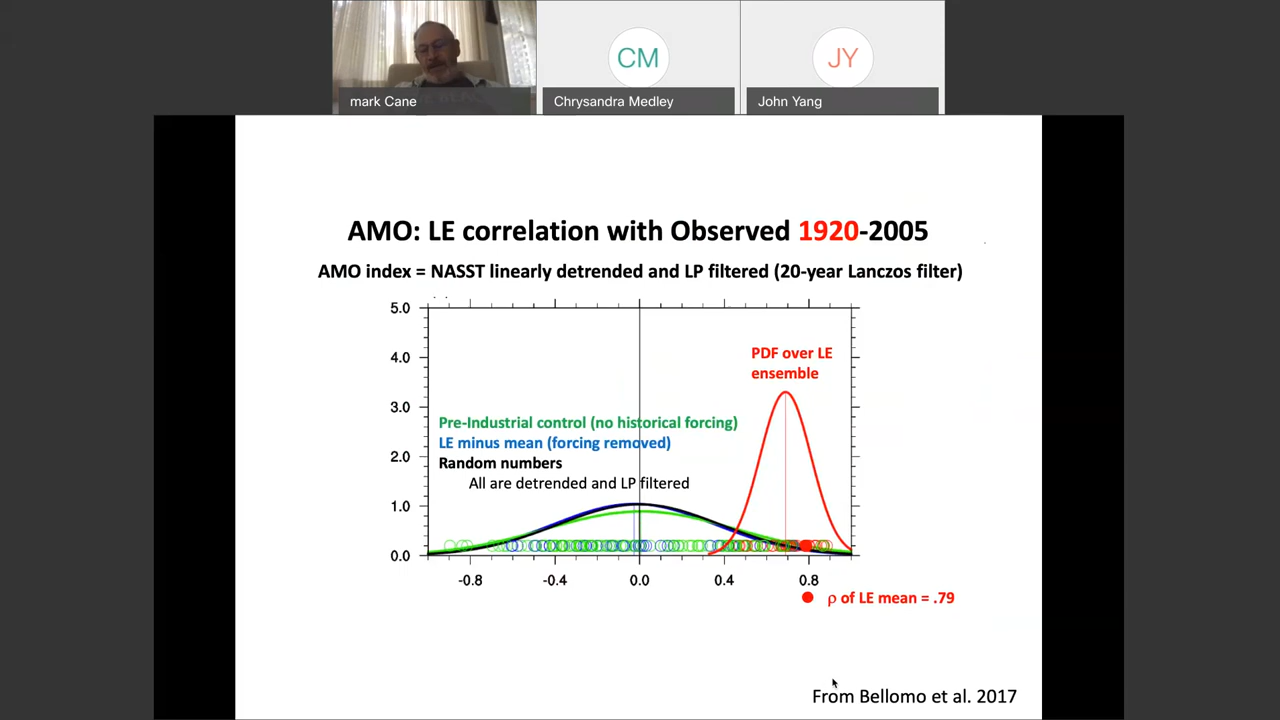 CM
JY
mark Cane
Chrysandra Medley
John Yang
AMO: LE correlation with Observed 1920-2005
AMO index = NASST linearly detrended and LP filtered (20-year Lanczos filter)
5.0
4.0
3.0
2.0
1.0
0.0
PDF over LE
ensemble
Pre-Industrial control (no historical forcing)
LE minus mean (forcing removed)
Random numbers
All are detrended and LP filtered
-0.8 -0.4 0.0 0.4 0.8
ρ of LE mean = .79
From Bellomo et al. 2017